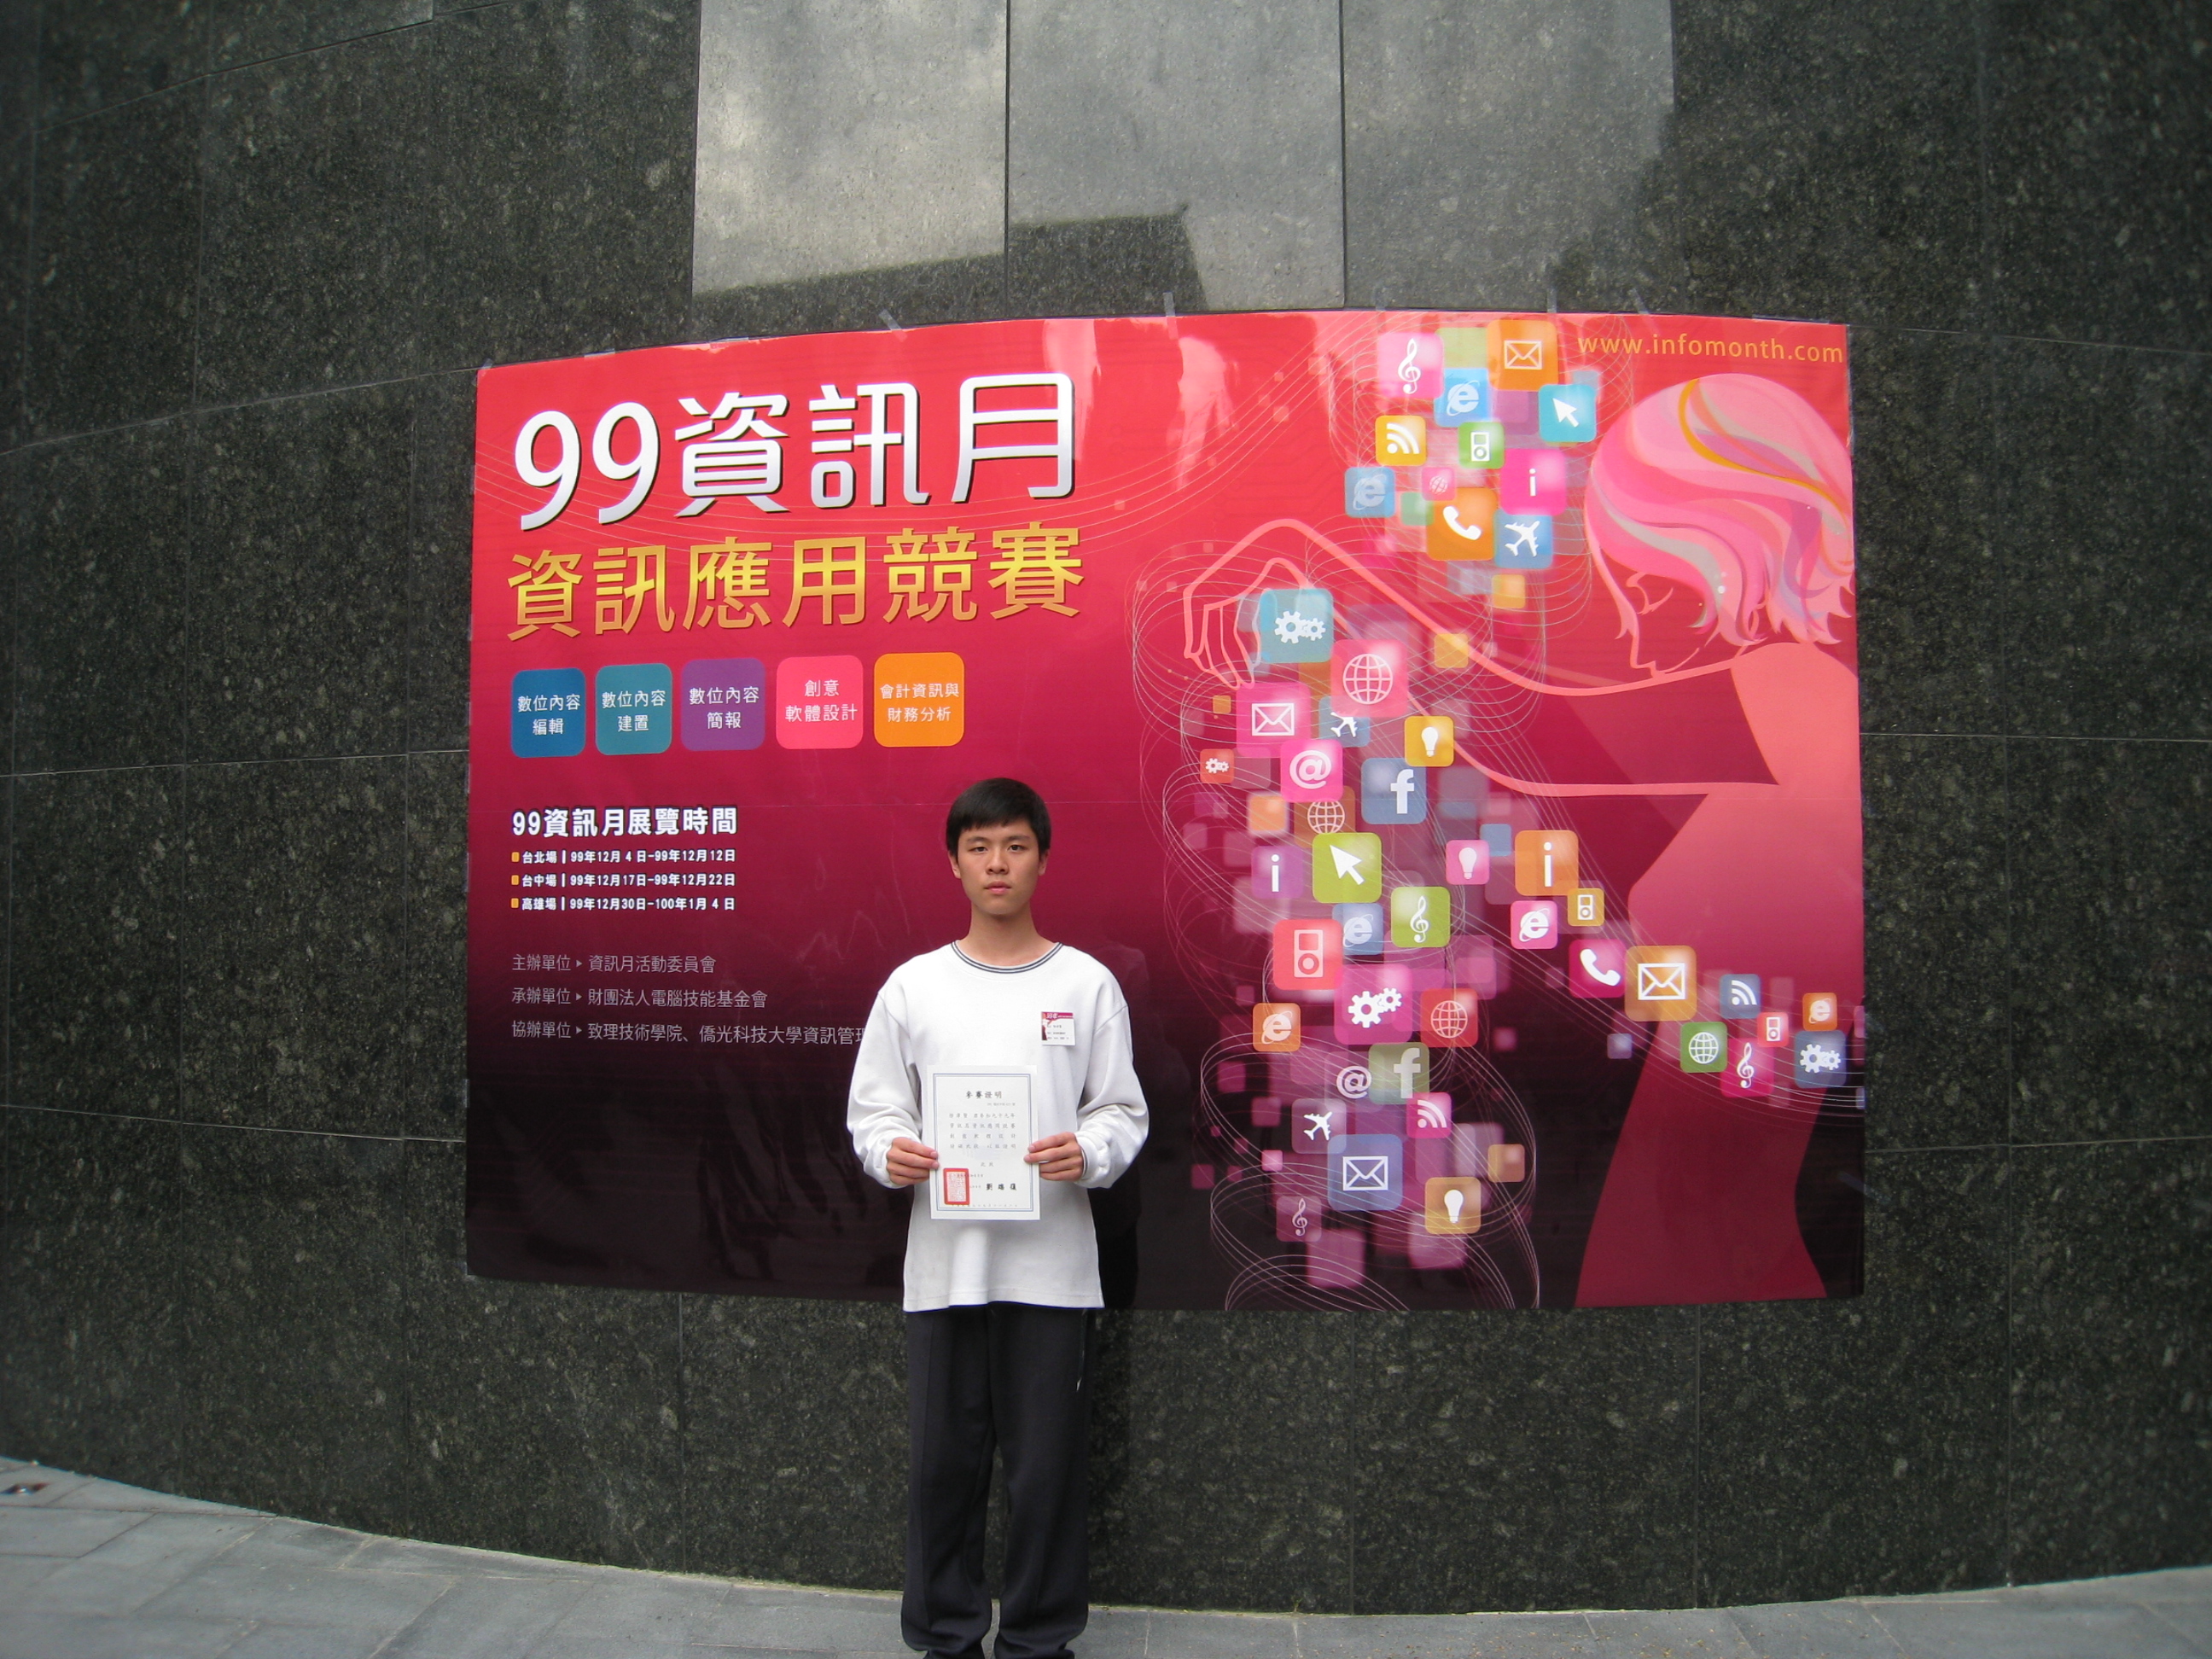 www.infomonth.com
99資訊月
資訊應用競賽
數位內容
編輯
數位內容
建置
數位內容
簡報
創意
軟體設計
會計資訊與
財務分析
99資訊月展覽時間
台北場 | 99年12月 4 日-99年12月12日
台中場 | 99年12月17日-99年12月22日
高雄場 | 99年12月30日-100年1月 4 日
主辦單位▸資訊月活動委員會
承辦單位▸財團法人電腦技能基金會
協辦單位▸致理技術學院、僑光科技大學資訊管理
參賽證明